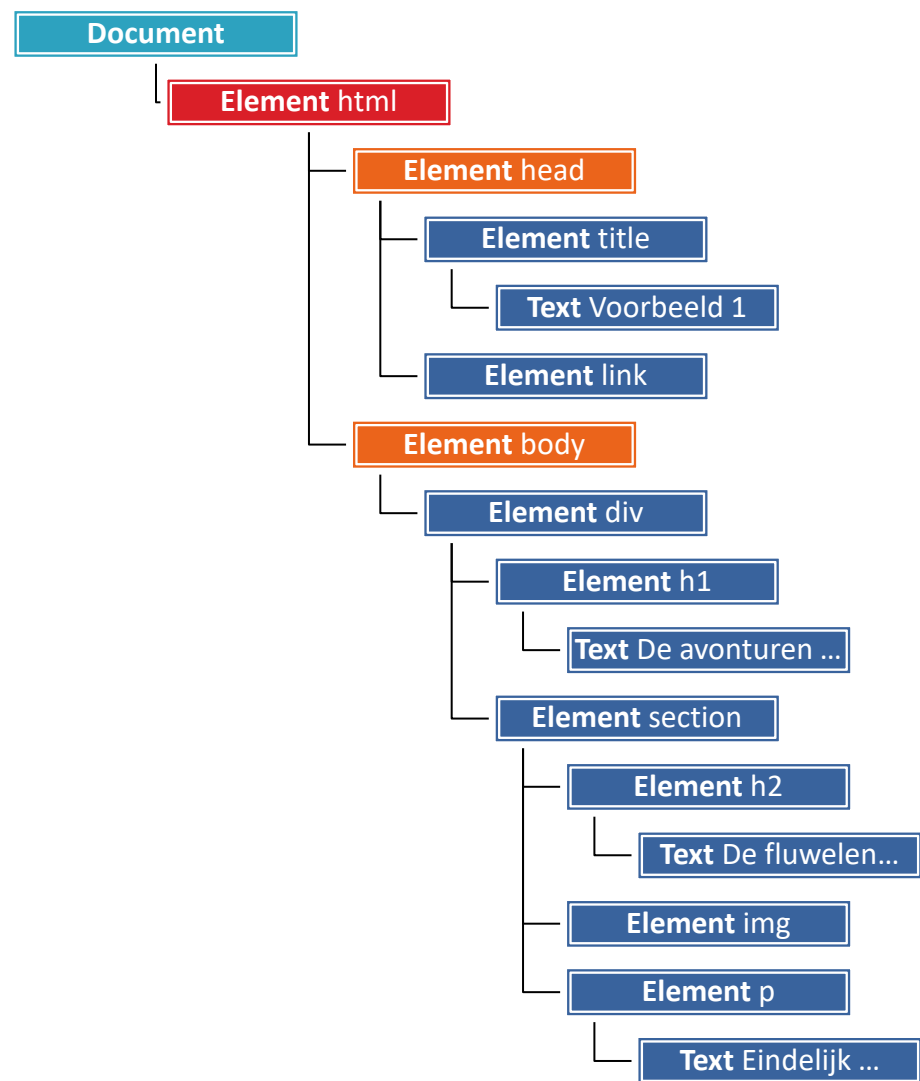 Document
Element html
Element head
Element title
Text Voorbeeld 1
Element link
Element body
Element div
Element h1
Text De avonturen ...
Element section
Element h2
Text De fluwelen...
Element img
Element p
Text Eindelijk ...